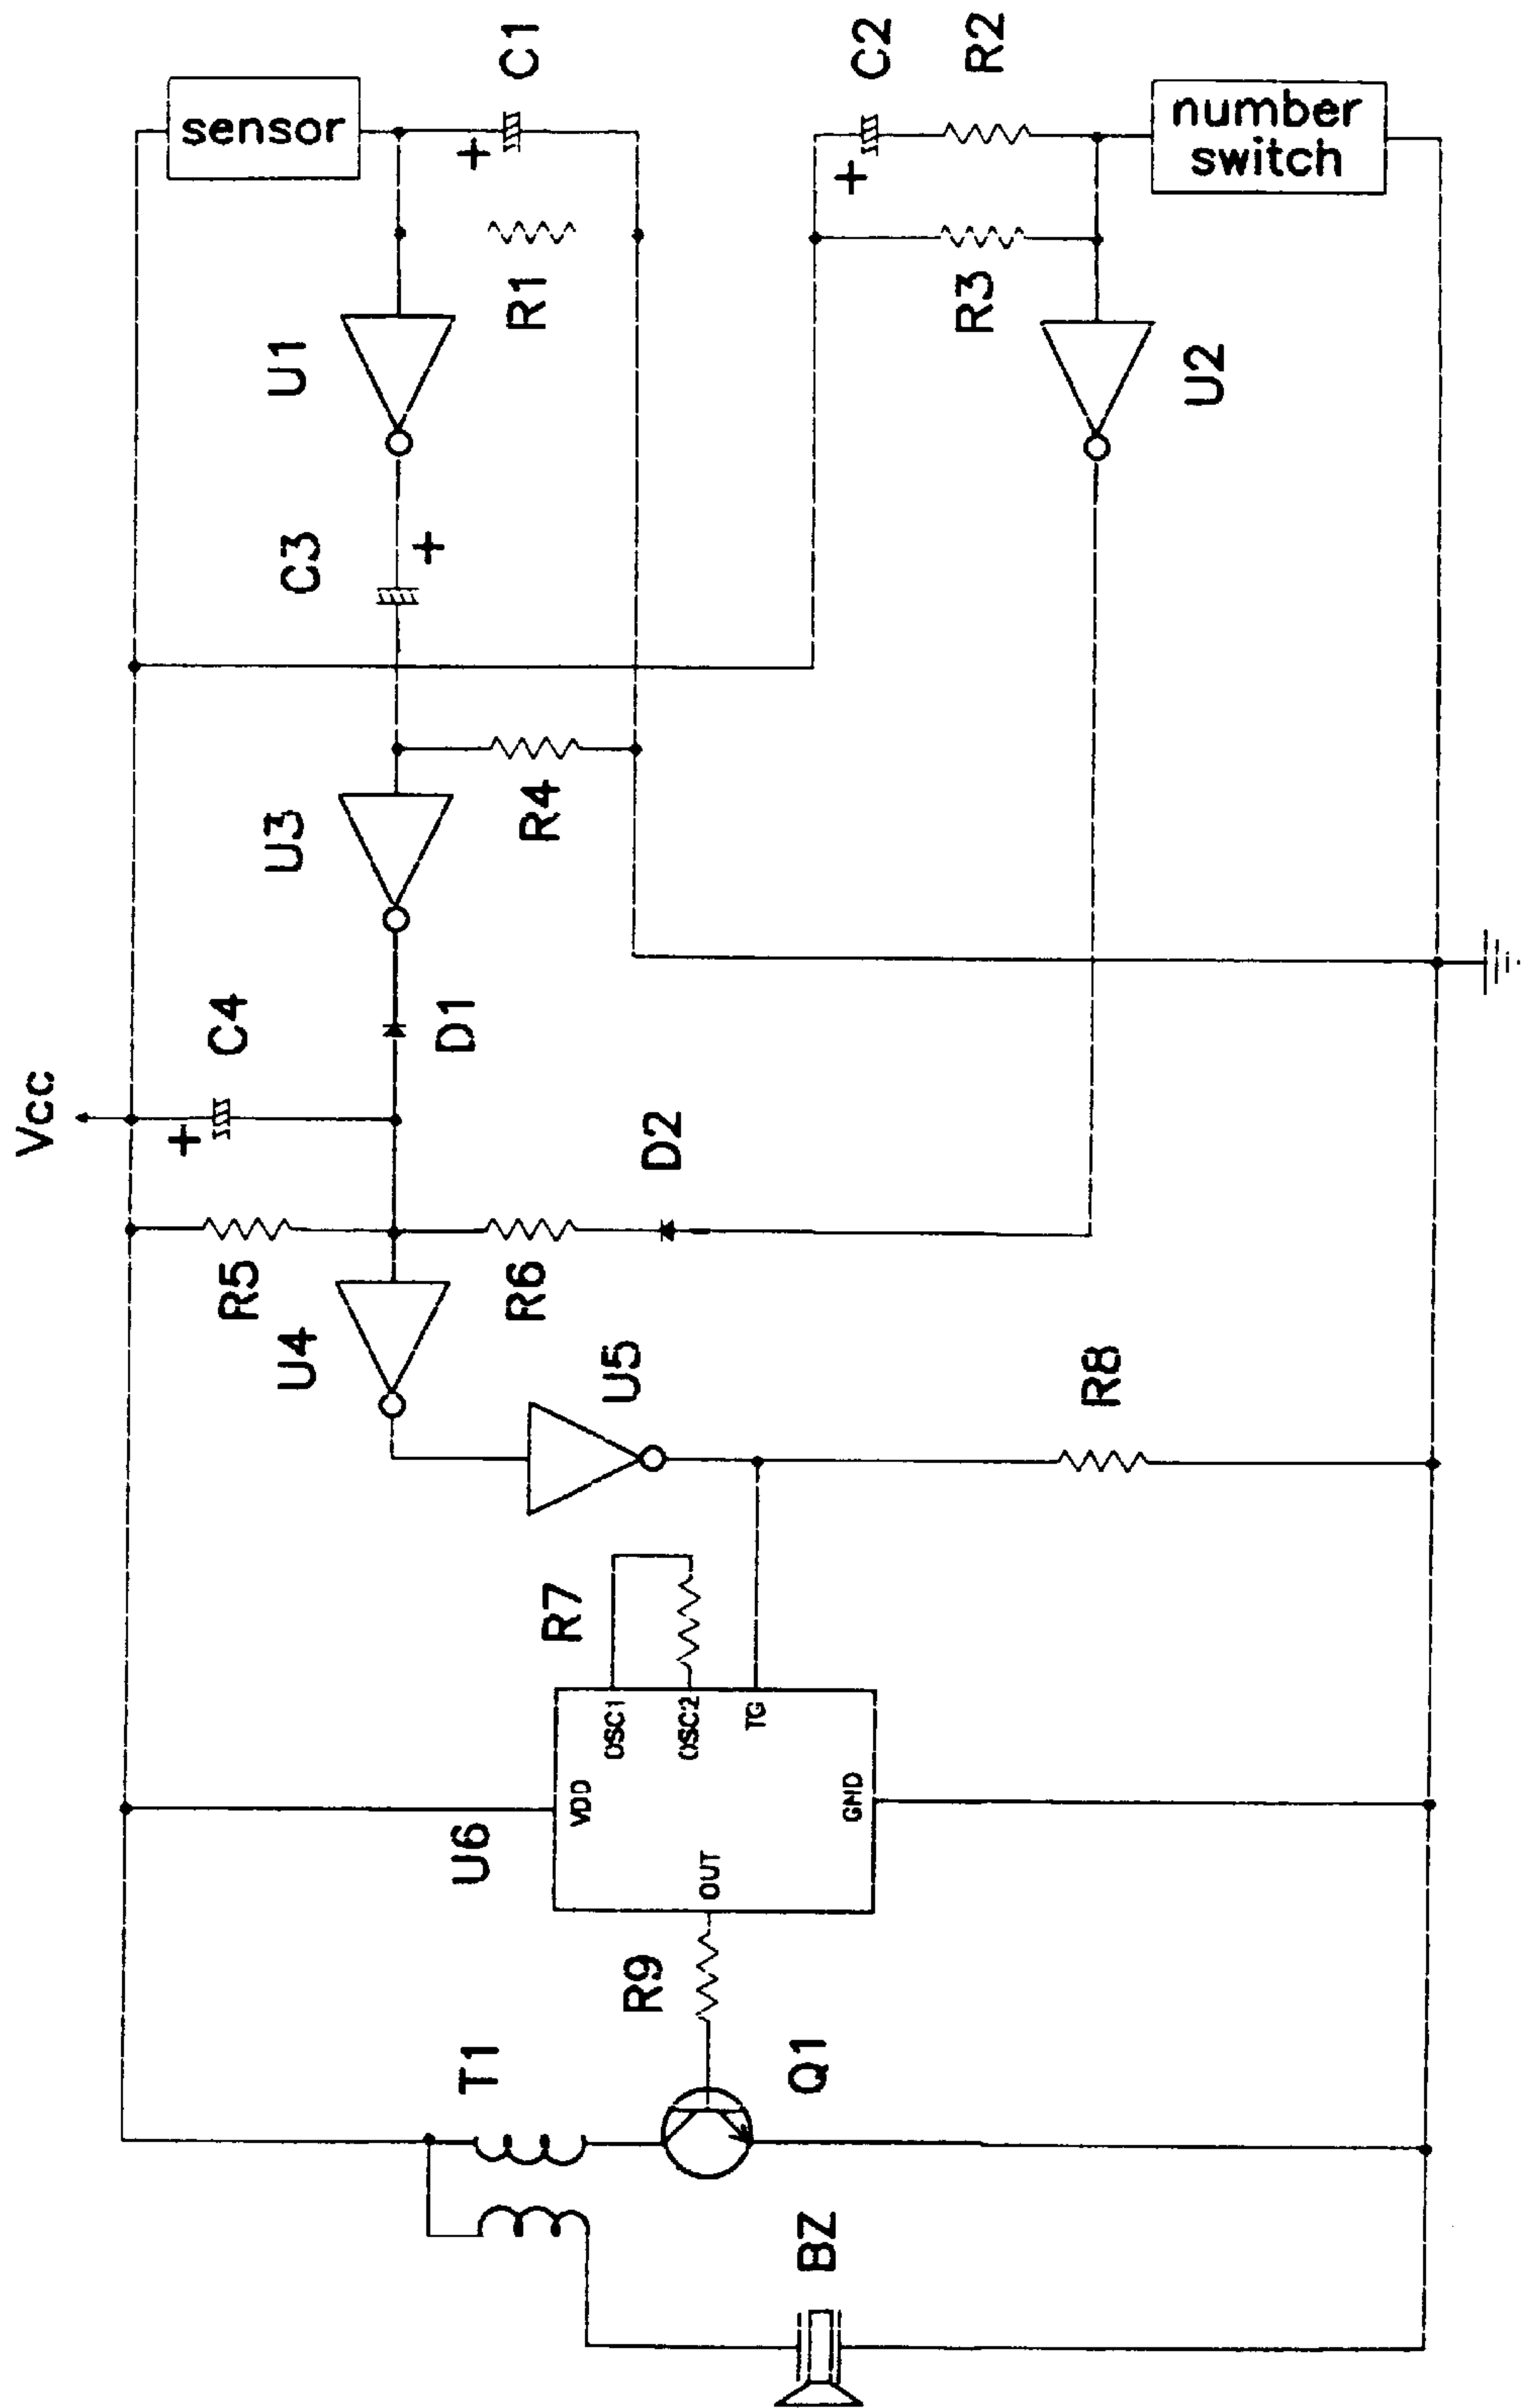 Vcc
sensor
C1
+
R1
U1
C3
+
U3
R4
C4
+
D1
C2
+
R2
R3
number
switch
U2
D2
R5
R6
U4
U5
R8
R7
U6
VDD
OSC1
OSC2
TG
GND
OUT
R9
T1
Q1
BZ